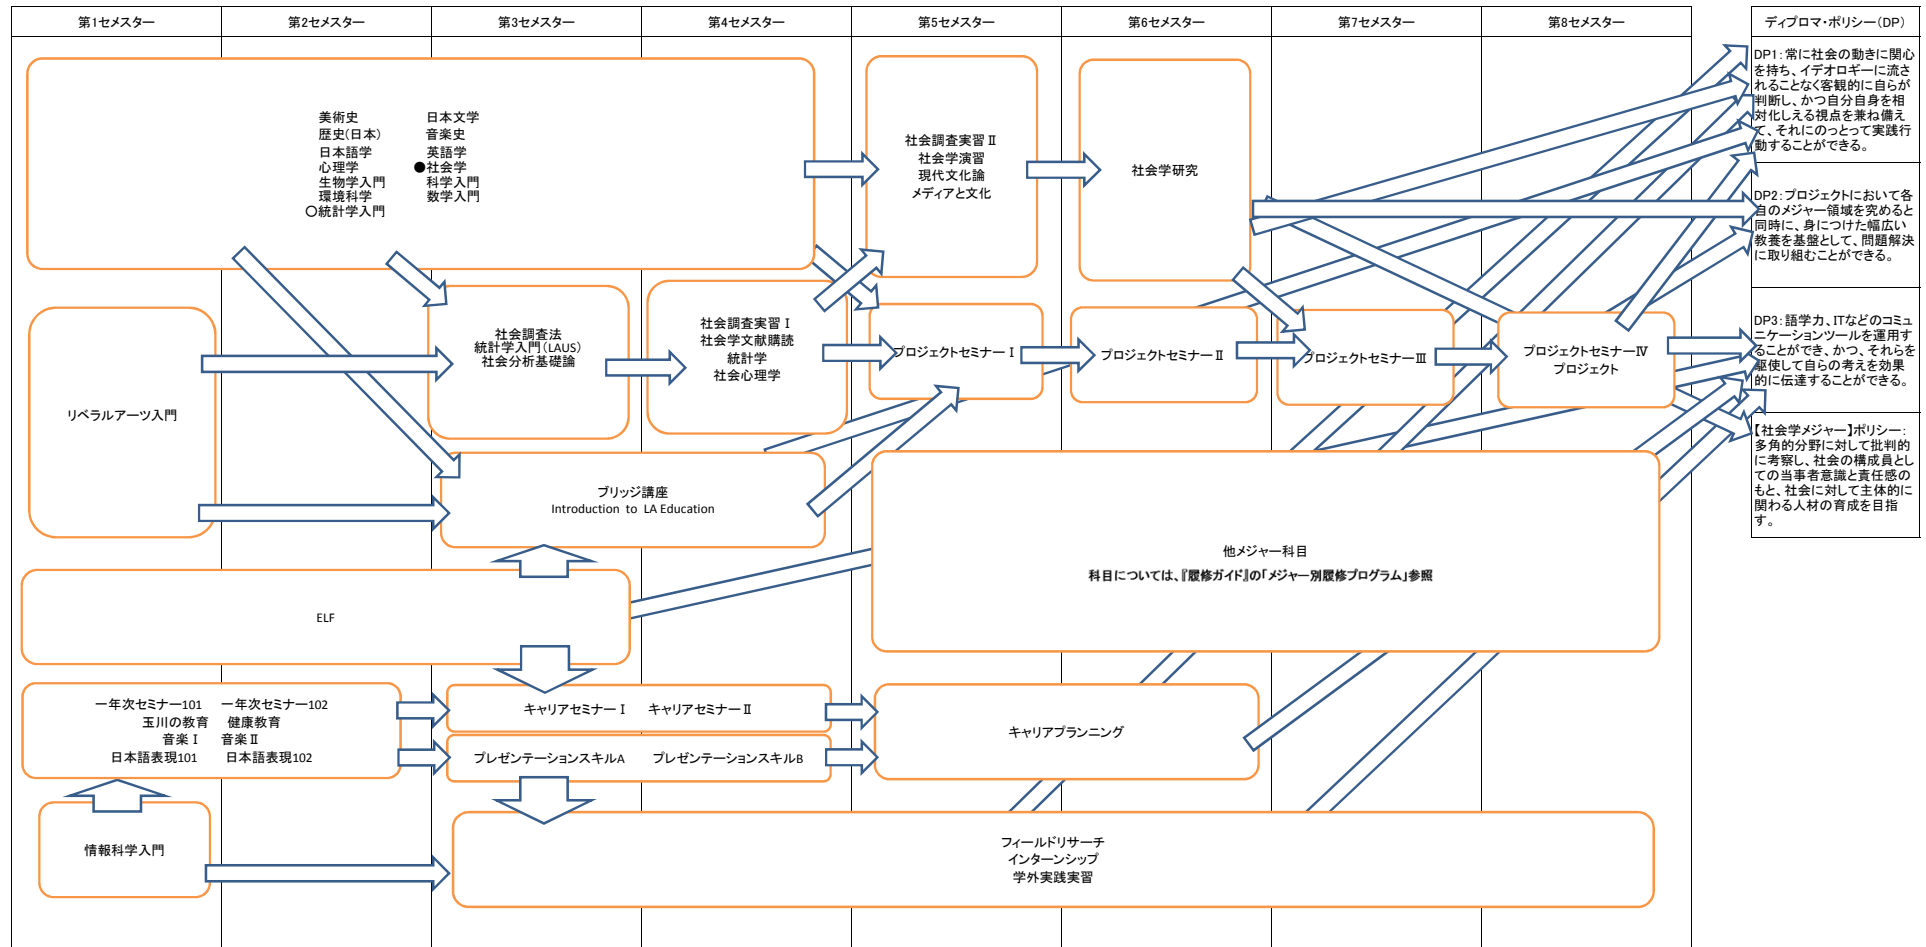 第1セメスター
第2セメスター
第3セメスター
第4セメスター
第5セメスター
第6セメスター
第7セメスター
第8セメスター
ディプロマ・ポリシー(DP)
美術史 日本文学
歴史(日本) 音楽史
日本語学 英語学
心理学 ●社会学
生物学入門 科学入門
環境科学 数学入門
○統計学入門
社会調査実習Ⅱ
社会学演習
現代文化論
メディアと文化
社会学研究
リベラルアーツ入門
社会調査法
統計学入門(LAUS)
社会分析基礎論
社会調査実習Ⅰ
社会学文献購読
統計学
社会心理学
プロジェクトセミナーⅠ
プロジェクトセミナーⅡ
プロジェクトセミナーⅢ
プロジェクトセミナーⅣ
プロジェクト
ブリッジ講座
Introduction to LA Education
他メジャー科目
科目については、『履修ガイド』の「メジャー別履修プログラム」参照
ELF
一年次セミナー101 一年次セミナー102
玉川の教育 健康教育
音楽Ⅰ 音楽Ⅱ
日本語表現101 日本語表現102
キャリアセミナーⅠ キャリアセミナーⅡ
プレゼンテーションスキルA プレゼンテーションスキルB
キャリアプランニング
情報科学入門
フィールドリサーチ
インターンシップ
学外実践実習
DP1:常に社会の動きに関心
を持ち、イデオロギーに流さ
れることなく客観的に自らが
判断し、かつ自分自身を相
対化しえる視点を兼ね備え
て、それにのっとって実践行
動することができる。
DP2:プロジェクトにおいて各
自のメジャー領域を究めると
同時に、身につけた幅広い
教養を基盤として、問題解決
に取り組むことができる。
DP3:語学力、ITなどのコミュ
ニケーションツールを運用す
ることができ、かつ、それらを
駆使して自らの考えを効果
的に伝達することができる。
【社会学メジャー】ポリシー:
多角的分野に対して批判的
に考察し、社会の構成員とし
ての当事者意識と責任感の
もと、社会に対して主体的に
関わる人材の育成を目指
す。